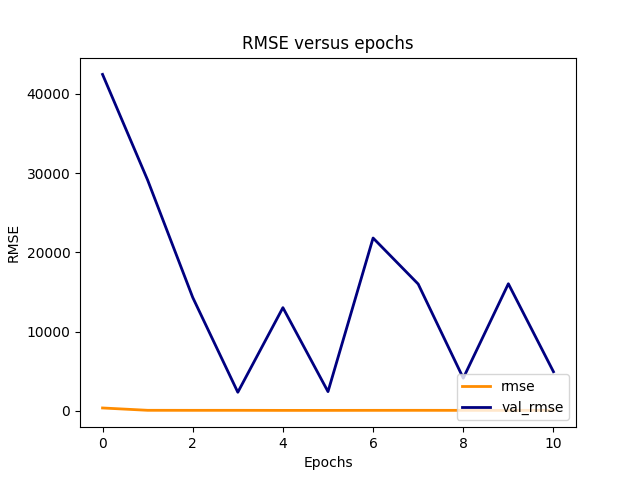 RMSE versus epochs
RMSE
40000
30000
20000
10000
0
0 2 4 6 8 10
Epochs
rmse
val_rmse